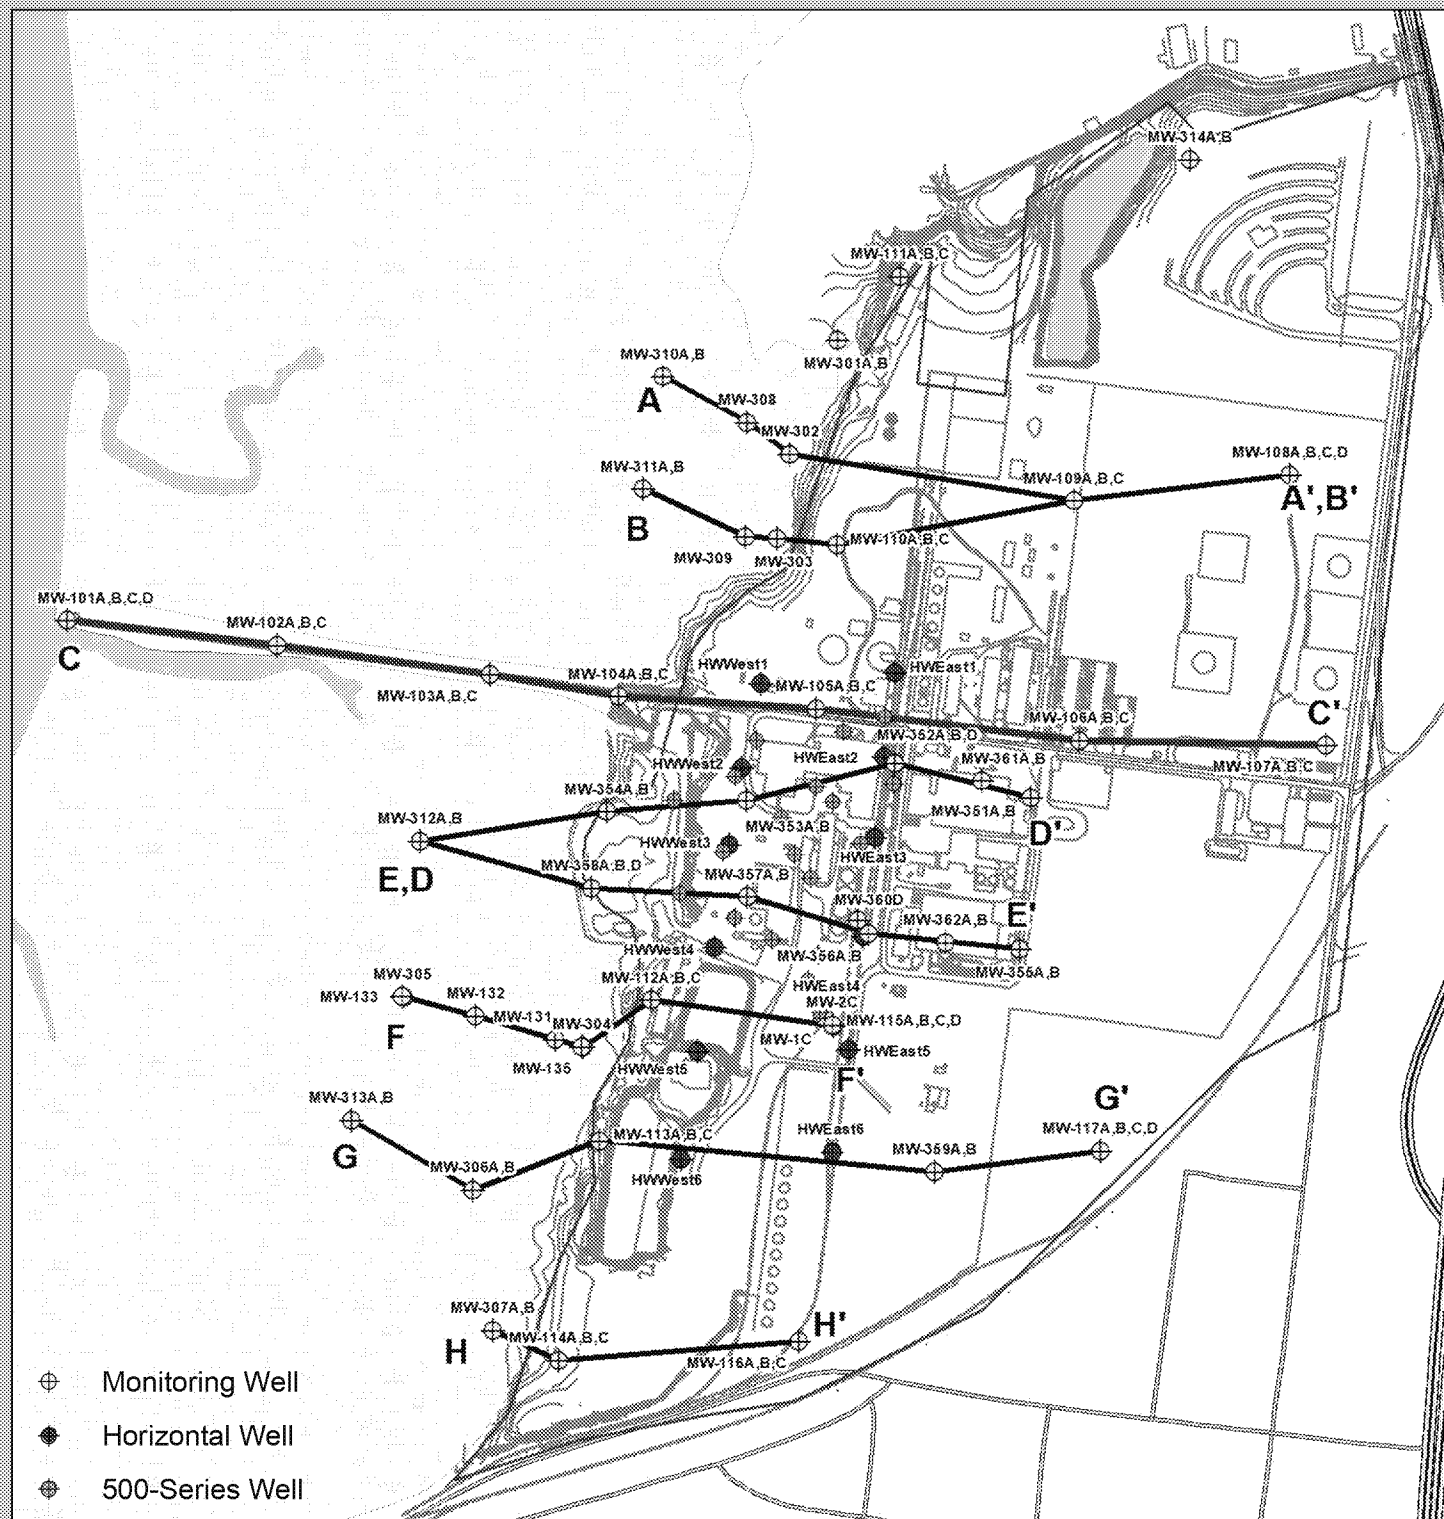 MW-314A,B
MW-111A,B,C
MW-301A,B
MW-310A,B
A
MW-308
MW-302
MW-311A,B
B
MW-309
MW-303
MW-110A,B,C
MW-109A,B,C
MW-108A,B,C,D
A',B'
MW-101A,B,C,D
C
MW-102A,B,C
MW-103A,B,C
MW-104A,B,C
HWWest1
MW-105A,B,C
HWEast1
MW-106A,B,C
C'
MW-107A,B,C
MW-352A,B,D
HWEast2
HWWest2
MW-361A,B
MW-351A,B
D'
MW-354A,B
MW-353A,B
MW-312A,B
E,D
HWWest3
HWEast3
MW-358A,B,D
MW-357A,B
MW-360D
MW-362A,B
E'
MW-355A,B
MW-356A,B
HWWest4
HWEast4
MW-305
MW-133
MW-132
MW-131
MW-304
MW-135
F
MW-112A,B,C
MW-2C
MW-115A,B,C,D
MW-1C
HWEast5
F'
HWWest5
MW-313A,B
G
MW-306A,B
MW-113A,B,C
HWWest6
HWEast6
MW-359A,B
G'
MW-117A,B,C,D
MW-307A,B
H
MW-114A,B,C
MW-116A,B,C
H'
Monitoring Well
Horizontal Well
500-Series Well